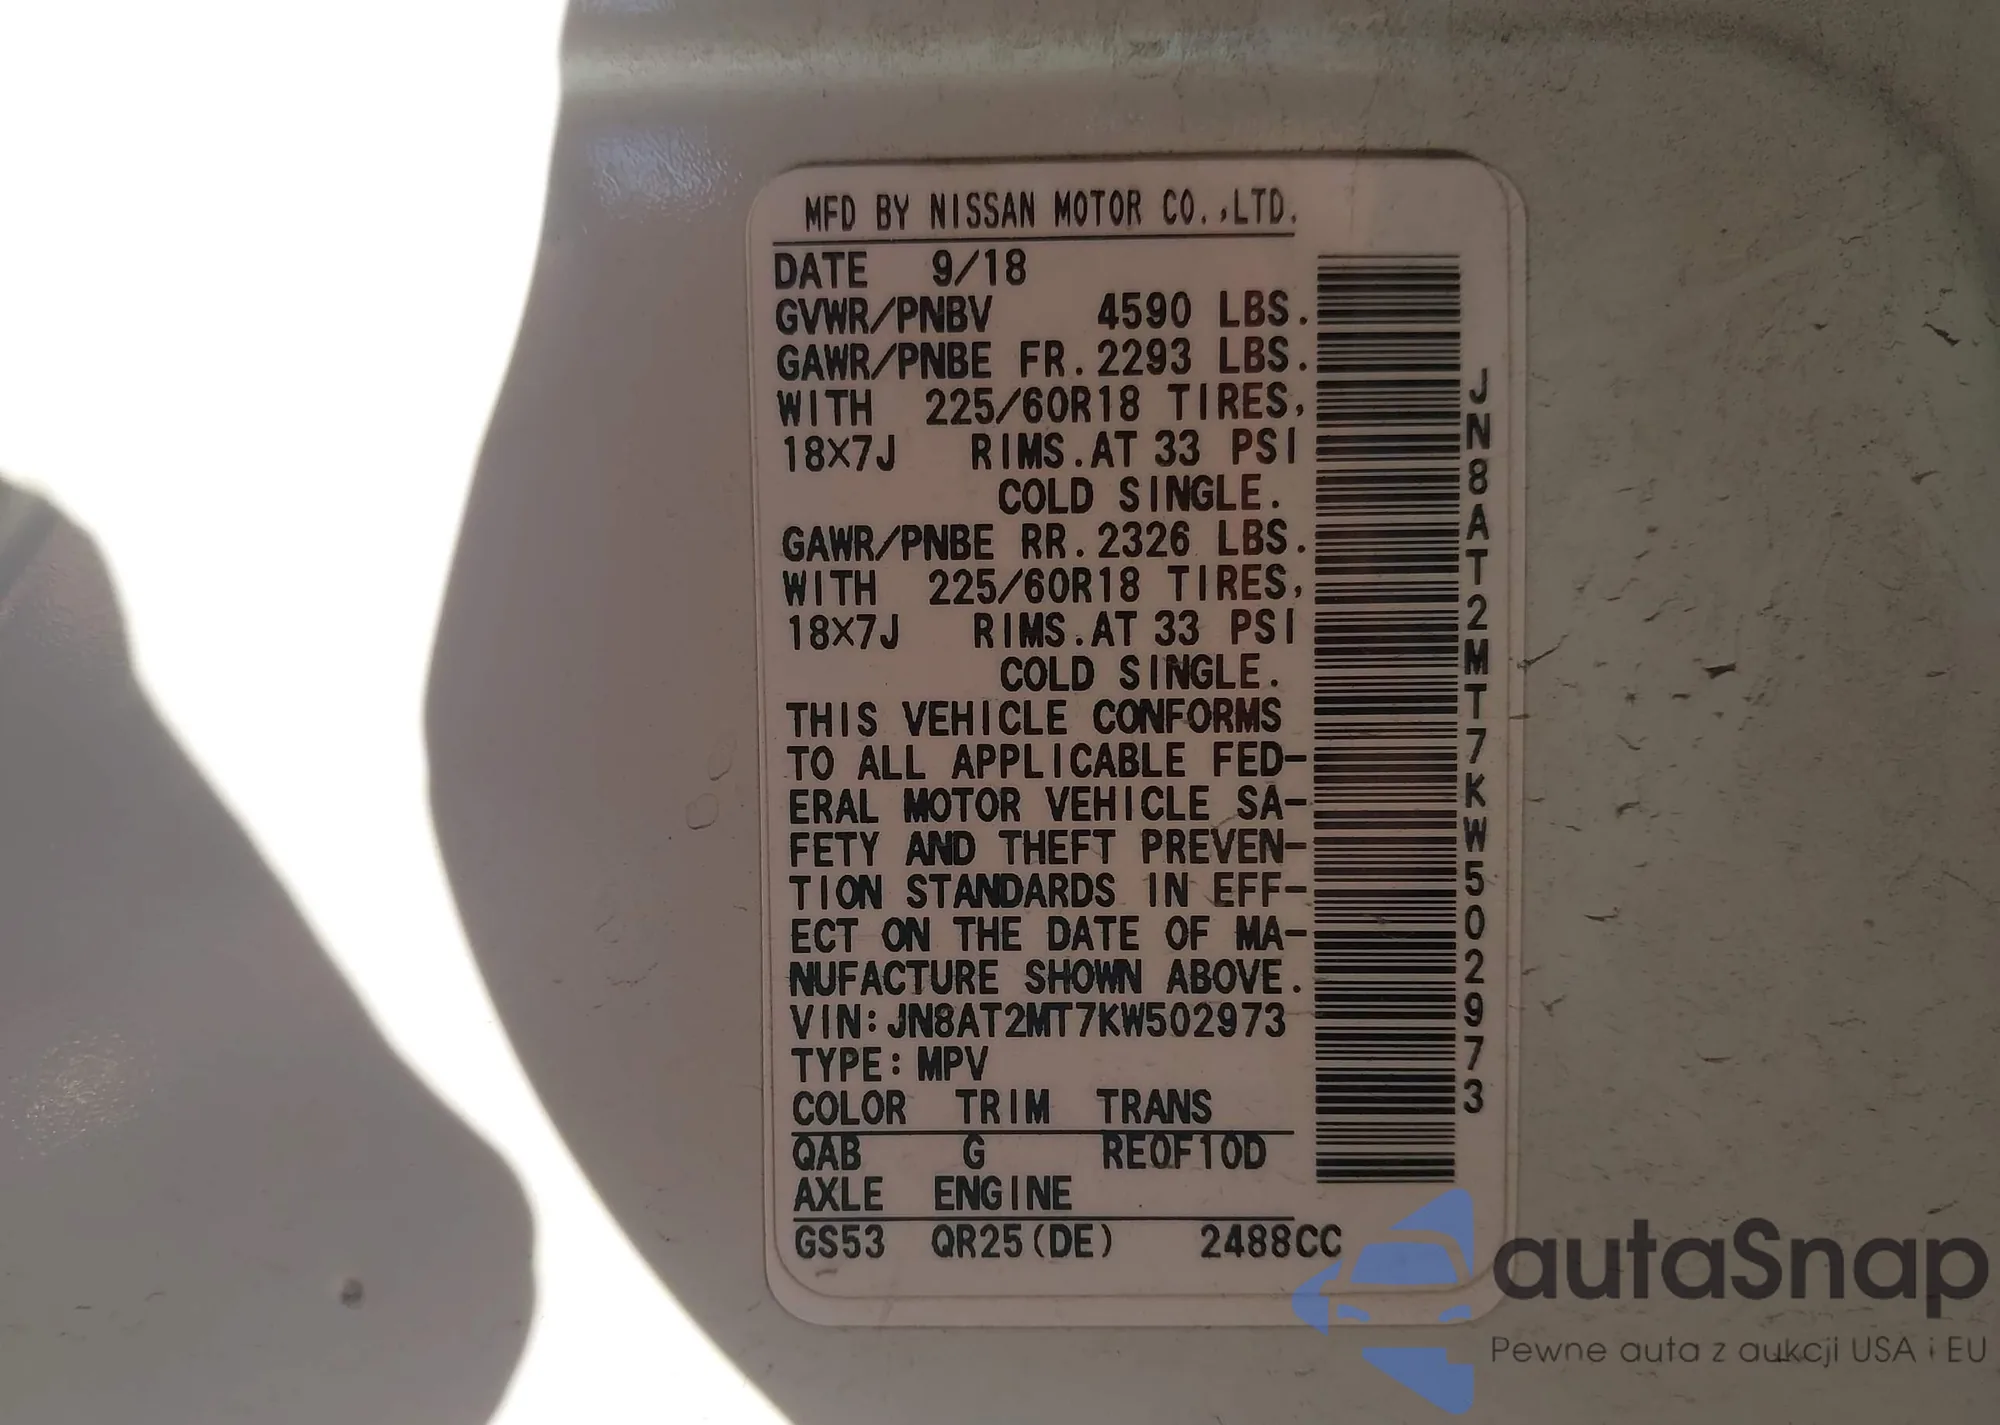 MFD BY NISSAN MOTOR CO.,LTD.
DATE 9/18
GVWR/PNBV 4590 LBS.
GAWR/PNBE FR. 2293 LBS.
WITH 225/60R18 TIRES,
18X7J RIMS. AT 33 PSI
COLD SINGLE.
GAWR/PNBE RR. 2326 LBS.
WITH 225/60R18 TIRES,
18X7J RIMS. AT 33 PSI
COLD SINGLE.
THIS VEHICLE CONFORMS
TO ALL APPLICABLE FED-
ERAL MOTOR VEHICLE SA-
FETY AND THEFT PREVEN-
TION STANDARDS IN EFF-
ECT ON THE DATE OF MA-
NUFACTURE SHOWN ABOVE.
VIN: JN8AT2MT7KW502973
TYPE: MPV
COLOR TRIM TRANS
QAB G RE0F10D
AXLE ENGINE
GS53 QR25(DE) 2488CC
JN8AT2MT7KW502973
autaSnap
Pewne auta z aukcji USA i EU